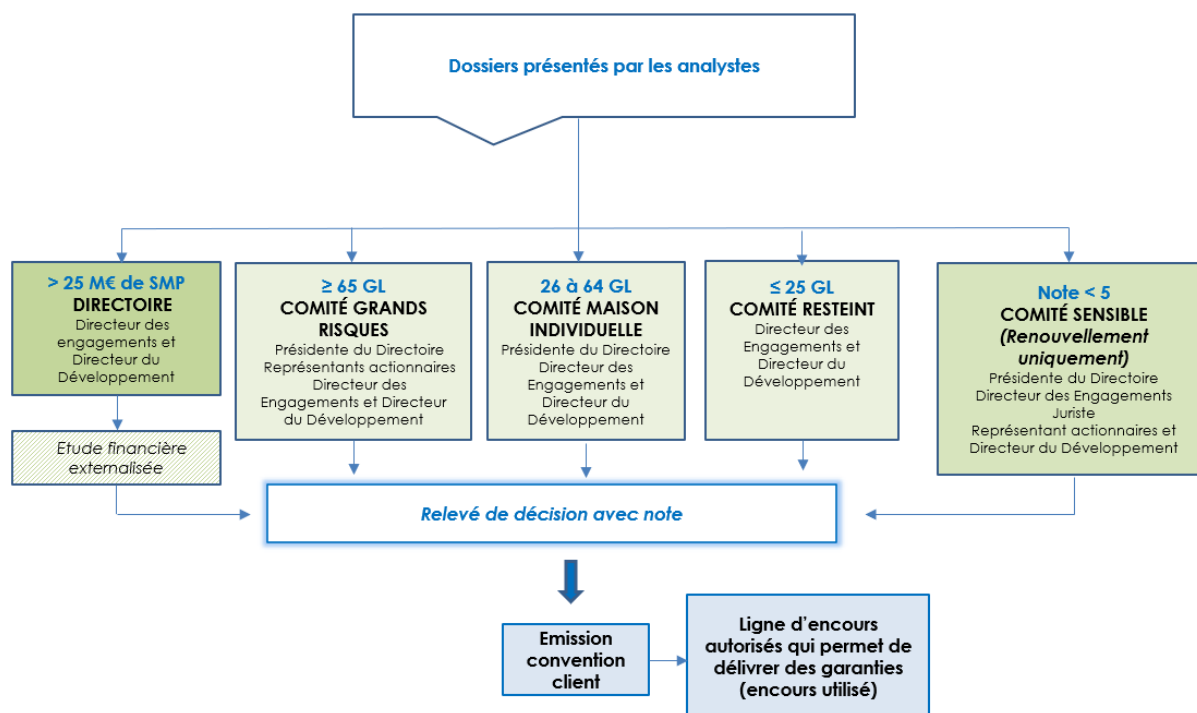 Dossiers présentés par les analystes
> 25 M€ de SMP
DIRECTOIRE
Directeur des
engagements et
Directeur du
Développement
Etude financière
externalisée
≥ 65 GL
COMITÉ GRANDS
RISQUES
Présidente du Directoire
Représentants actionnaires
Directeur des
Engagements et Directeur
du Développement
26 à 64 GL
COMITÉ MAISON
INDIVIDUELLE
Présidente du Directoire
Directeur des
Engagements et
Directeur du
Développement
≤ 25 GL
COMITÉ RESTEINT
Directeur des
Engagements et
Directeur du
Développement
Note < 5
COMITÉ SENSIBLE
(Renouvellement
uniquement)
Présidente du Directoire
Directeur des Engagements
Juriste
Représentant actionnaires et
Directeur du Développement
Relevé de décision avec note
Emission
convention
client
Ligne d’encours
autorisés qui permet de
délivrer des garanties
(encours utilisé)